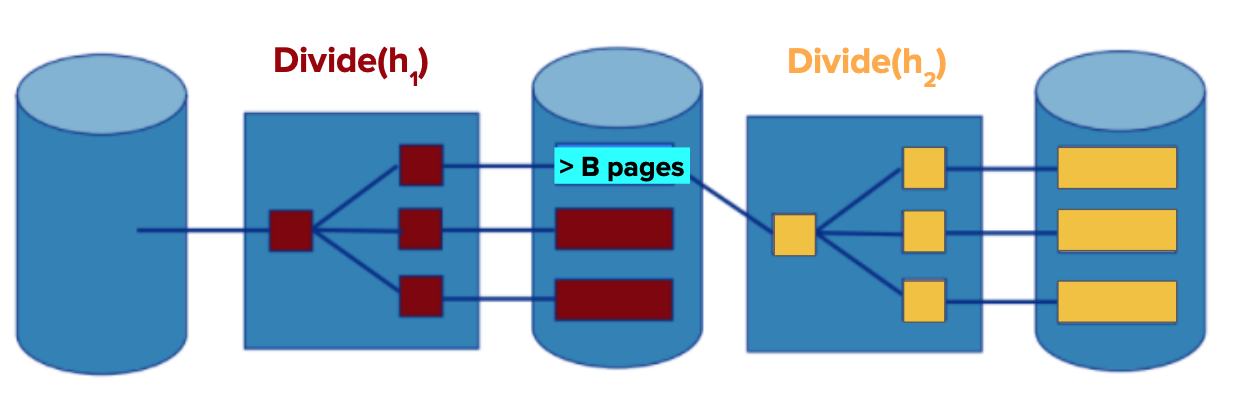 Divide(h₁)
Divide(h₂)
> B pages